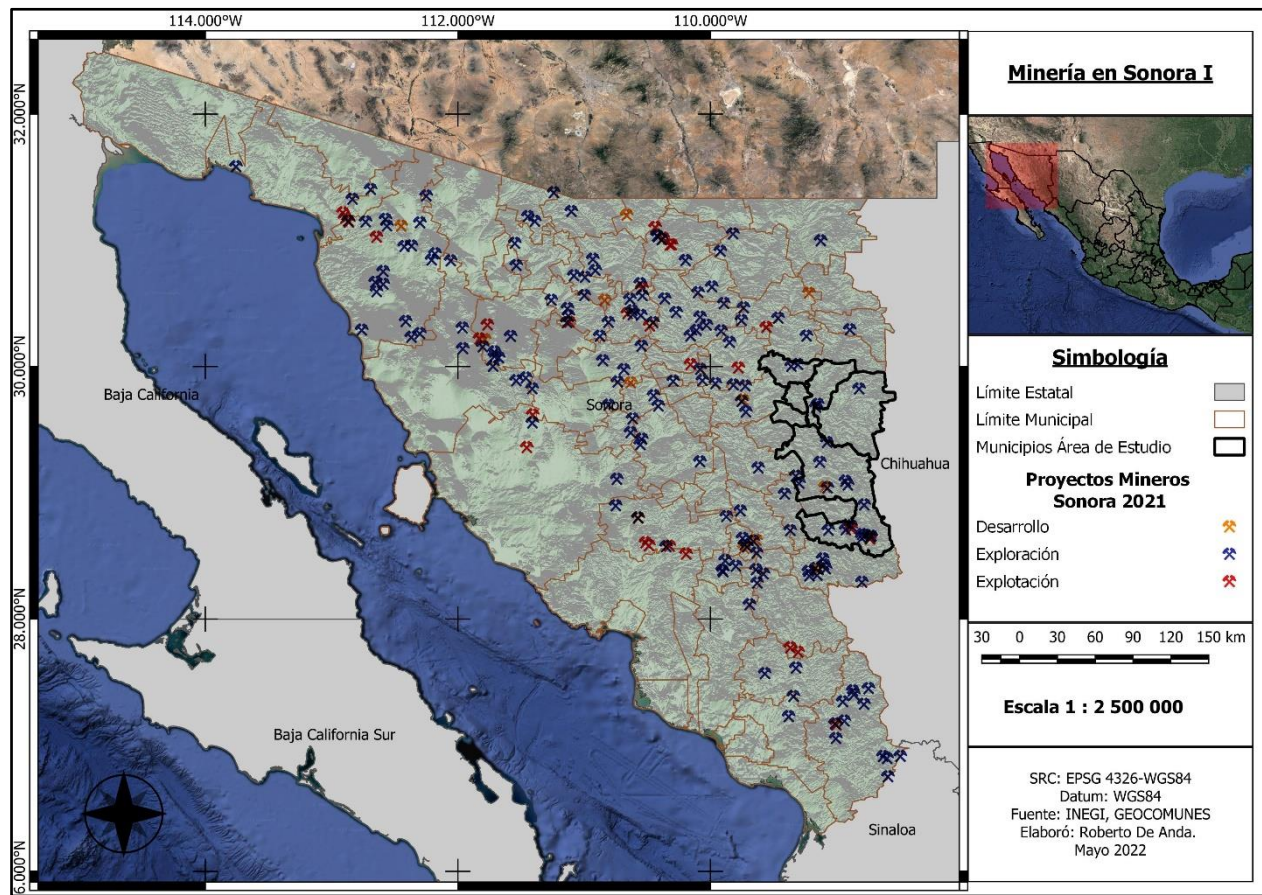 114.000°W
112.000°W
110.000°W
32.000°N
30.000°N
28.000°N
6.000°N
Baja California
Sonora
Chihuahua
Baja California Sur
Sinaloa
Minería en Sonora I
Simbología
Límite Estatal
Límite Municipal
Municipios Área de Estudio
Proyectos Mineros
Sonora 2021
Desarrollo
Exploración
Explotación
30 0 30 60 90 120 150 km
Escala 1 : 2 500 000
SRC: EPSG 4326-WGS84
Datum: WGS84
Fuente: INEGI, GEOCOMUNES
Elaboró: Roberto De Anda.
Mayo 2022